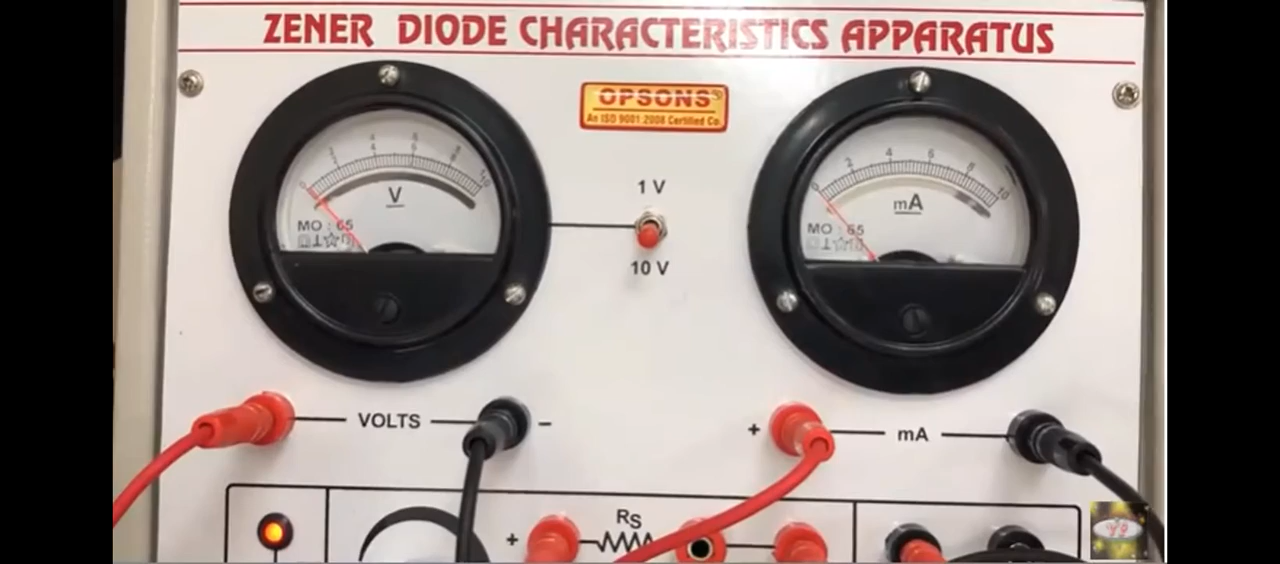 ZENER DIODE CHARACTERISTICS APPARATUS
OPSONS
An ISO 9001:2008 Certified Co.
0 2 4 6 8 10
V
MO : 65
1 V
10 V
0 2 4 6 8 10
mA
MO : 65
VOLTS −
+ mA
+ RS